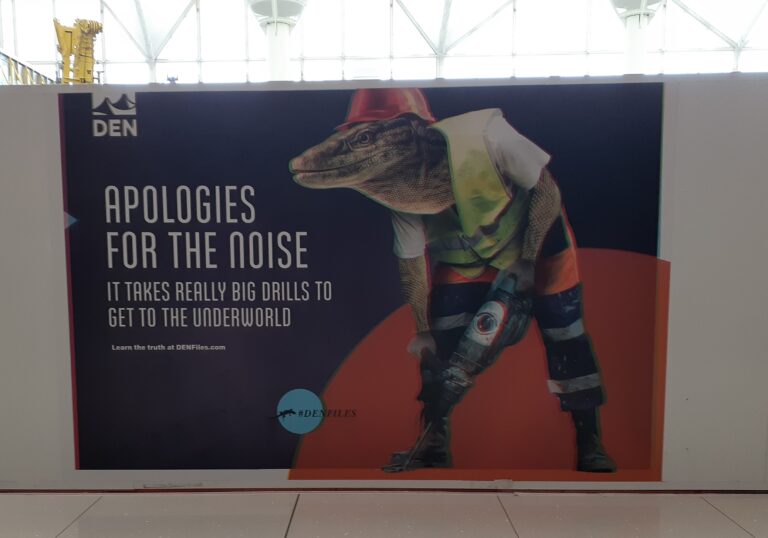 DEN
APOLOGIES
FOR THE NOISE
IT TAKES REALLY BIG DRILLS TO
GET TO THE UNDERWORLD
Learn the truth at DENFiles.com
#DENFILES